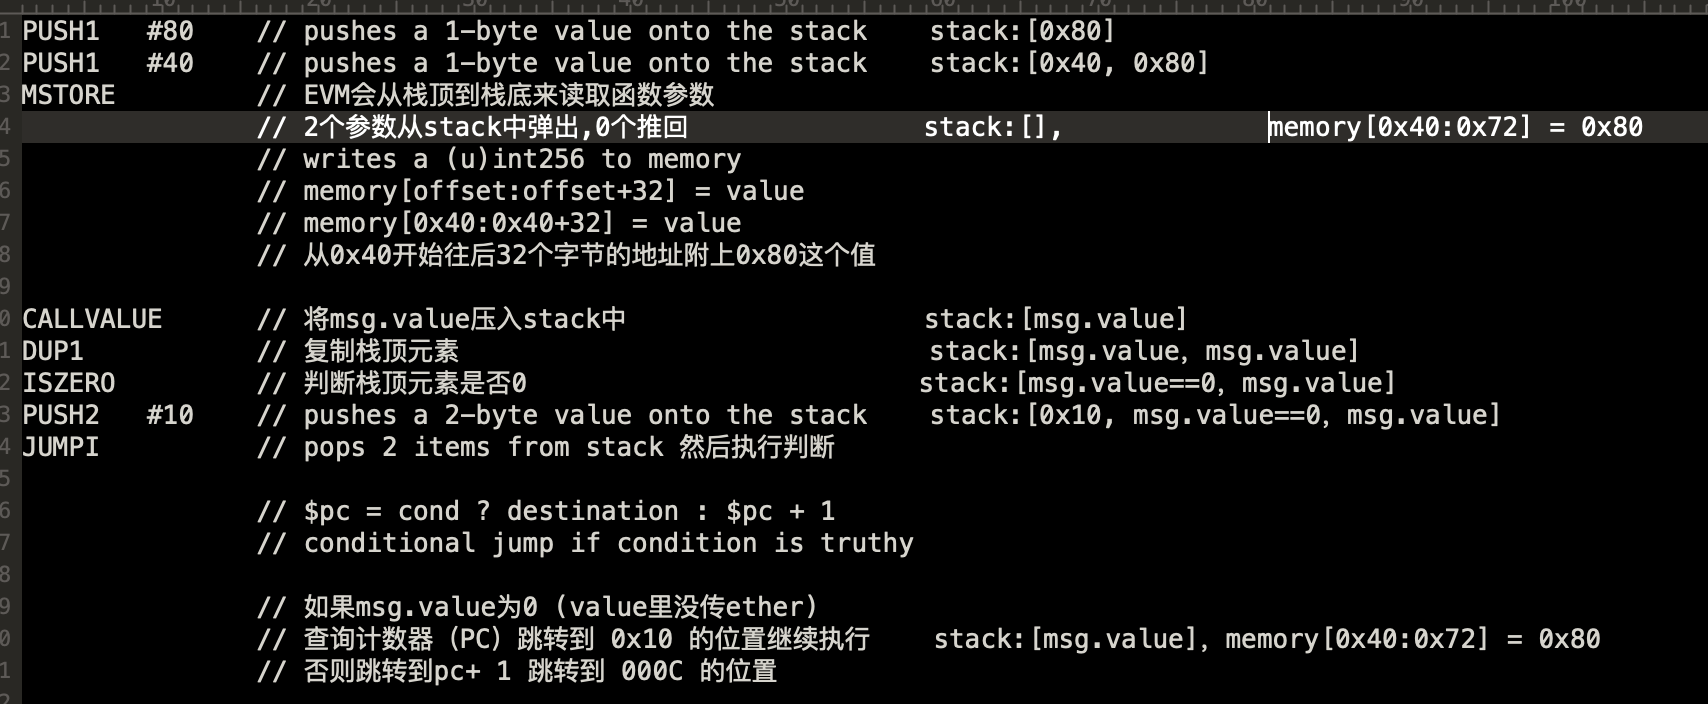 10 20 30 40 50 60 70 80 90 100
1 PUSH1 #80 // pushes a 1-byte value onto the stack stack:[0x80]
2 PUSH1 #40 // pushes a 1-byte value onto the stack stack:[0x40, 0x80]
3 MSTORE // EVM会从栈顶到栈底来读取函数参数
4 // 2个参数从stack中弹出,0个推回 stack:[], memory[0x40:0x72] = 0x80
5 // writes a (u)int256 to memory
6 // memory[offset:offset+32] = value
7 // memory[0x40:0x40+32] = value
8 // 从0x40开始往后32个字节的地址附上0x80这个值
9
0 CALLVALUE // 将msg.value压入stack中 stack:[msg.value]
1 DUP1 // 复制栈顶元素 stack:[msg.value, msg.value]
2 ISZERO // 判断栈顶元素是否0 stack:[msg.value==0, msg.value]
3 PUSH2 #10 // pushes a 2-byte value onto the stack stack:[0x10, msg.value==0, msg.value]
4 JUMPI // pops 2 items from stack 然后执行判断
5
6 // $pc = cond ? destination : $pc + 1
7 // conditional jump if condition is truthy
8
9 // 如果msg.value为0 (value里没传ether)
0 // 查询计数器 (PC) 跳转到 0x10 的位置继续执行 stack:[msg.value], memory[0x40:0x72] = 0x80
1 // 否则跳转到pc+ 1 跳转到 000C 的位置
2